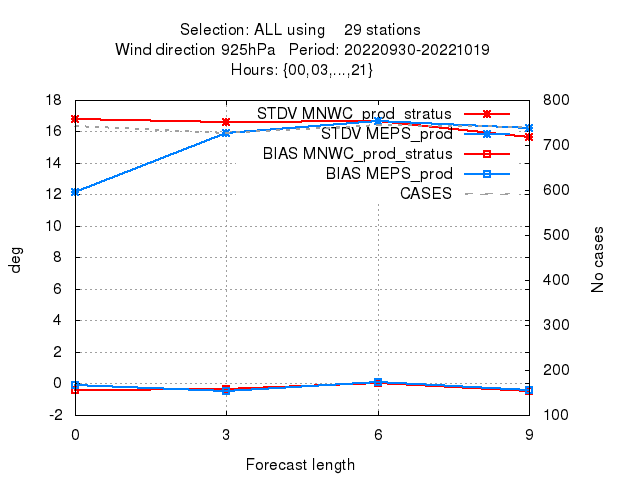 Selection: ALL using    29 stations
Wind direction 925hPa   Period: 20220930-20221019
Hours: {00,03,...,21}
STDV MNWC_prod_stratus
STDV MEPS_prod
BIAS MNWC_prod_stratus
BIAS MEPS_prod
CASES
18
16
14
12
10
8
6
4
2
0
-2
deg
800
700
600
500
400
300
200
100
No cases
0 3 6 9
Forecast length